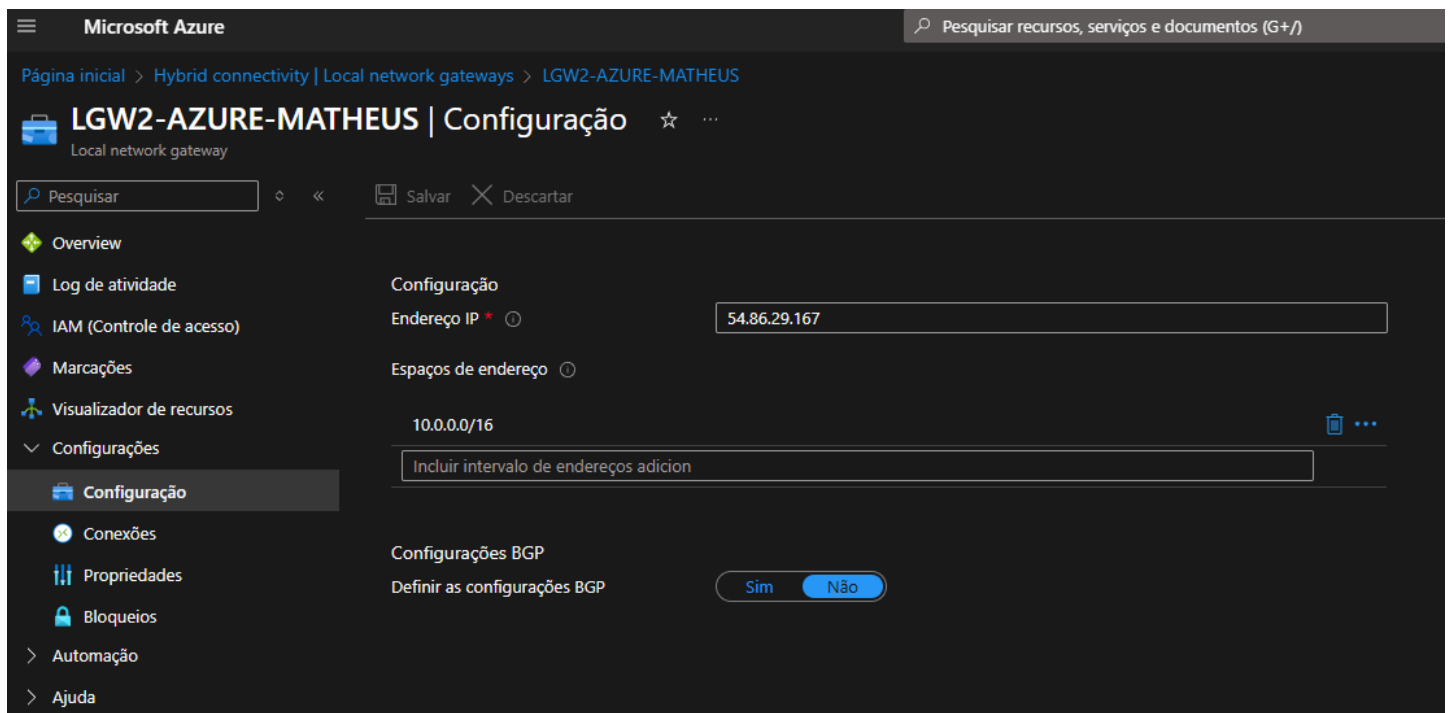 Microsoft Azure
Pesquisar recursos, serviços e documentos (G+/)
Página inicial > Hybrid connectivity | Local network gateways > LGW2-AZURE-MATHEUS
LGW2-AZURE-MATHEUS | Configuração
Local network gateway
Pesquisar
Salvar Descartar
Overview
Log de atividade
IAM (Controle de acesso)
Marcações
Visualizador de recursos
Configurações
Configuração
Conexões
Propriedades
Bloqueios
Automação
Ajuda
Configuração
Endereço IP *
54.86.29.167
Espaços de endereço
10.0.0.0/16
Incluir intervalo de endereços adicion
Configurações BGP
Definir as configurações BGP
Sim Não